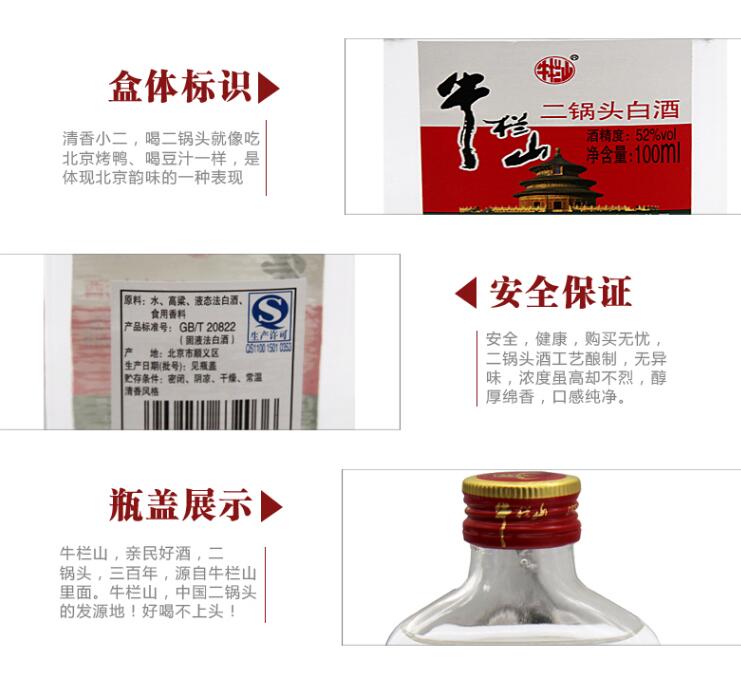 盒体标识
清香小二，喝二锅头就像吃
北京烤鸭、喝豆汁一样，是
体现北京韵味的一种表现
牛栏山
®
牛栏山
二锅头白酒
酒精度：52%vol
净含量：100ml
原料：水、高粱、液态法白酒、
食用香料
产品标准号：GB/T 20822
（固液法白酒）
产 地：北京市顺义区
生产日期(批号)：见瓶盖
贮存条件：密闭、阴凉、干燥、常温
清香风格
生产许可
QS1100 1501 0352
安全保证
安全，健康，购买无忧，
二锅头酒工艺酿制，无异
味，浓度虽高却不烈，醇
厚绵香，口感纯净。
瓶盖展示
牛栏山，亲民好酒，二
锅头，三百年，源自牛栏山
里面。牛栏山，中国二锅头
的发源地！好喝不上头！
牛栏山